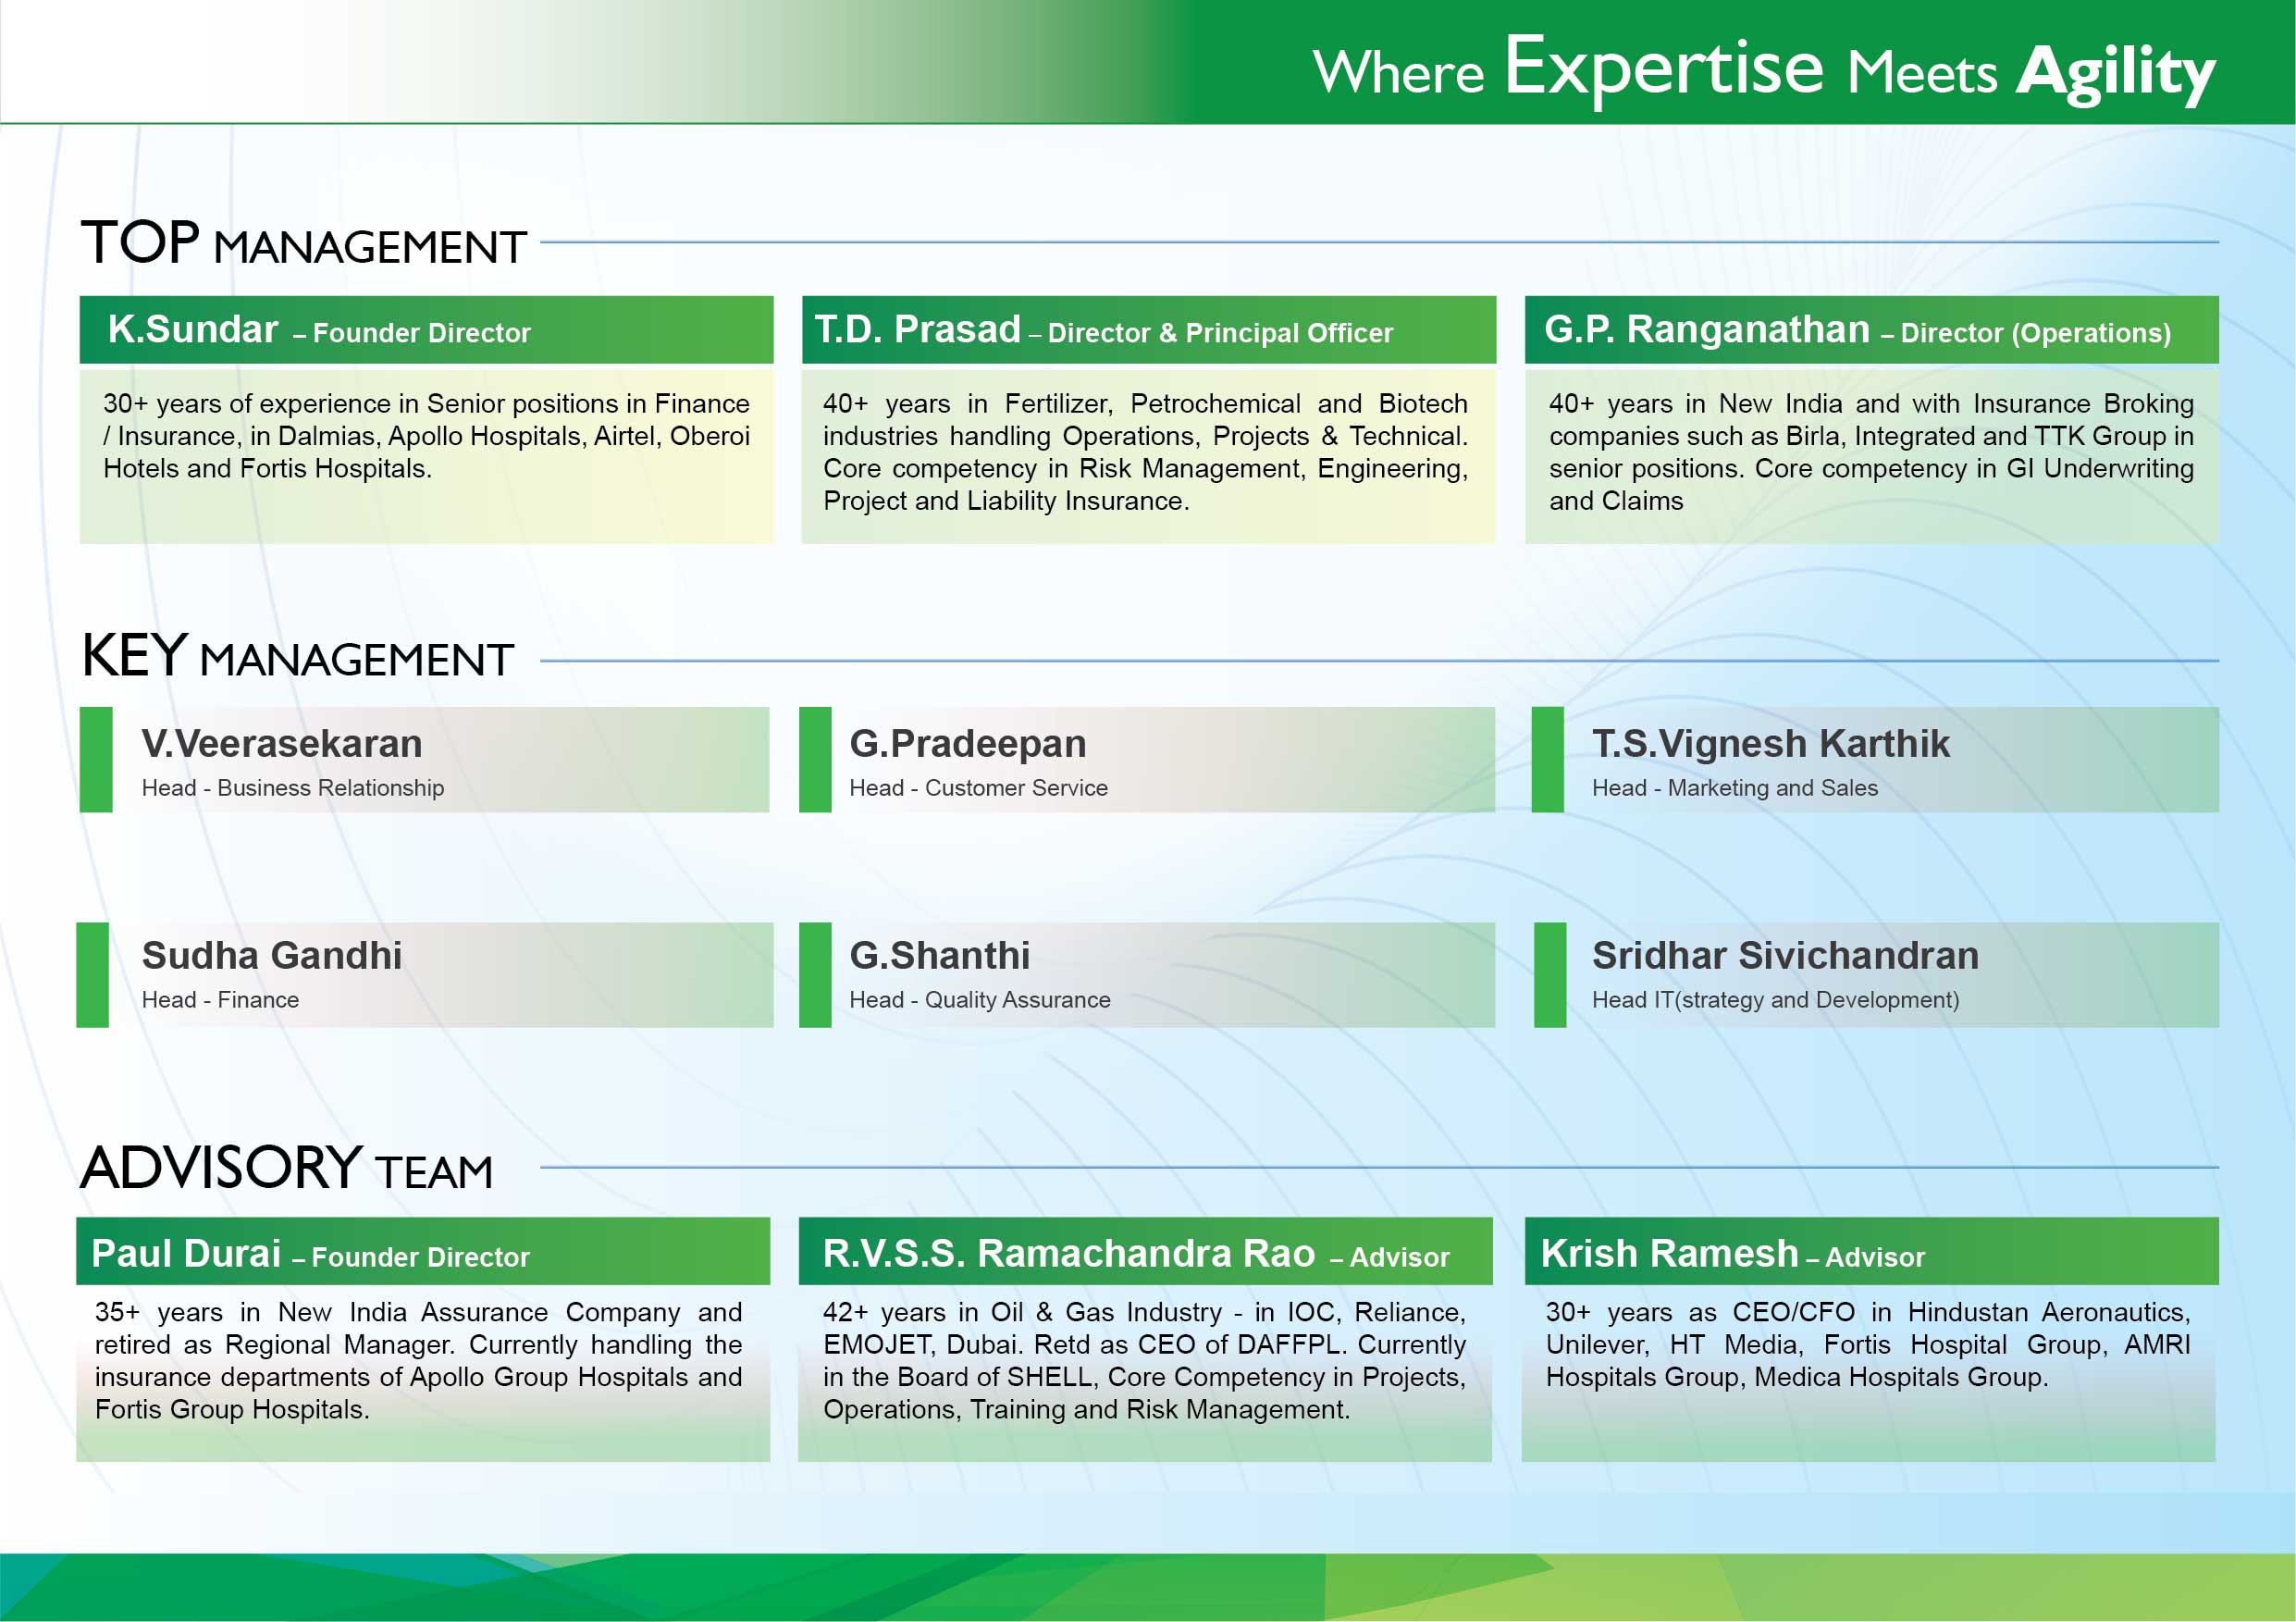 Where Expertise Meets Agility
TOP MANAGEMENT
K.Sundar – Founder Director
30+ years of experience in Senior positions in Finance
/ Insurance, in Dalmias, Apollo Hospitals, Airtel, Oberoi
Hotels and Fortis Hospitals.
T.D. Prasad – Director & Principal Officer
40+ years in Fertilizer, Petrochemical and Biotech
industries handling Operations, Projects & Technical.
Core competency in Risk Management, Engineering,
Project and Liability Insurance.
G.P. Ranganathan – Director (Operations)
40+ years in New India and with Insurance Broking
companies such as Birla, Integrated and TTK Group in
senior positions. Core competency in GI Underwriting
and Claims
KEY MANAGEMENT
V.Veerasekaran
Head - Business Relationship
G.Pradeepan
Head - Customer Service
T.S.Vignesh Karthik
Head - Marketing and Sales
Sudha Gandhi
Head - Finance
G.Shanthi
Head - Quality Assurance
Sridhar Sivichandran
Head IT(strategy and Development)
ADVISORY TEAM
Paul Durai – Founder Director
35+ years in New India Assurance Company and
retired as Regional Manager. Currently handling the
insurance departments of Apollo Group Hospitals and
Fortis Group Hospitals.
R.V.S.S. Ramachandra Rao – Advisor
42+ years in Oil & Gas Industry - in IOC, Reliance,
EMOJET, Dubai. Retd as CEO of DAFFPL. Currently
in the Board of SHELL, Core Competency in Projects,
Operations, Training and Risk Management.
Krish Ramesh – Advisor
30+ years as CEO/CFO in Hindustan Aeronautics,
Unilever, HT Media, Fortis Hospital Group, AMRI
Hospitals Group, Medica Hospitals Group.